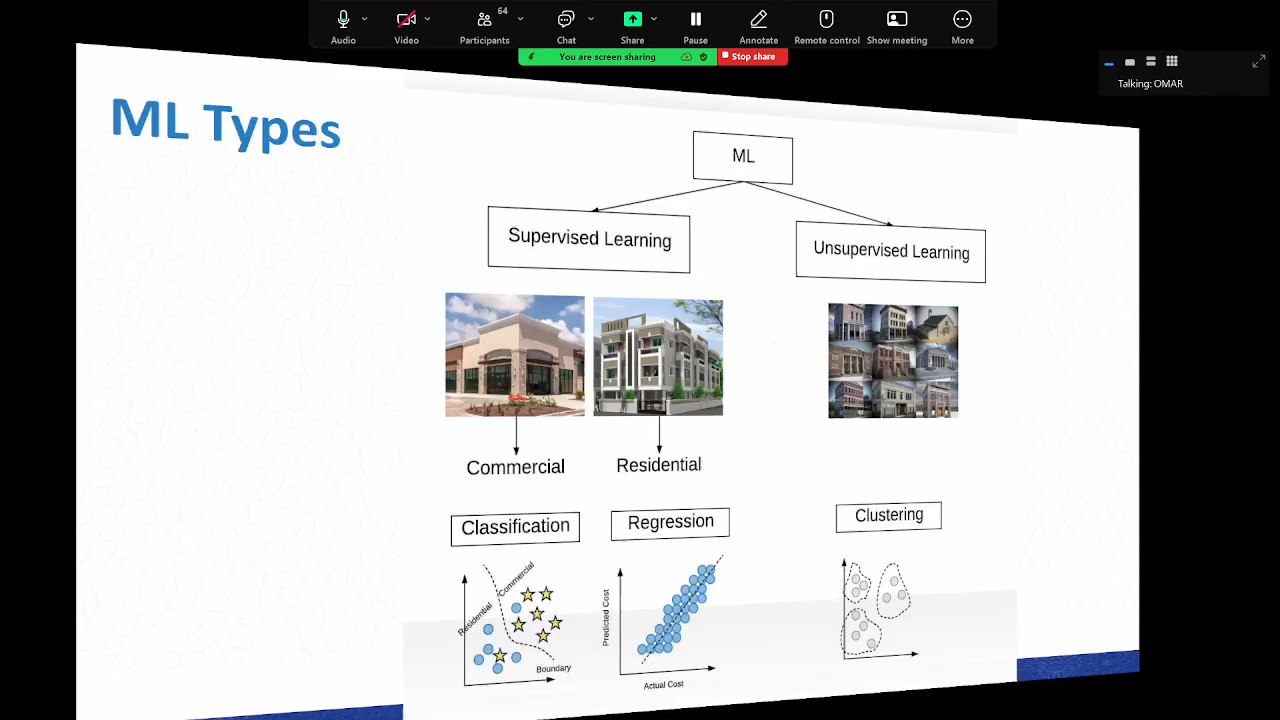 64
Audio
Video
Participants
Chat
Share
Pause
Annotate
Remote control
Show meeting
More
You are screen sharing
Stop share
Talking: OMAR
ML Types
ML
Supervised Learning
Unsupervised Learning
Commercial
Residential
Classification
Regression
Clustering
Residential
Commercial
Boundary
Predicted Cost
Actual Cost